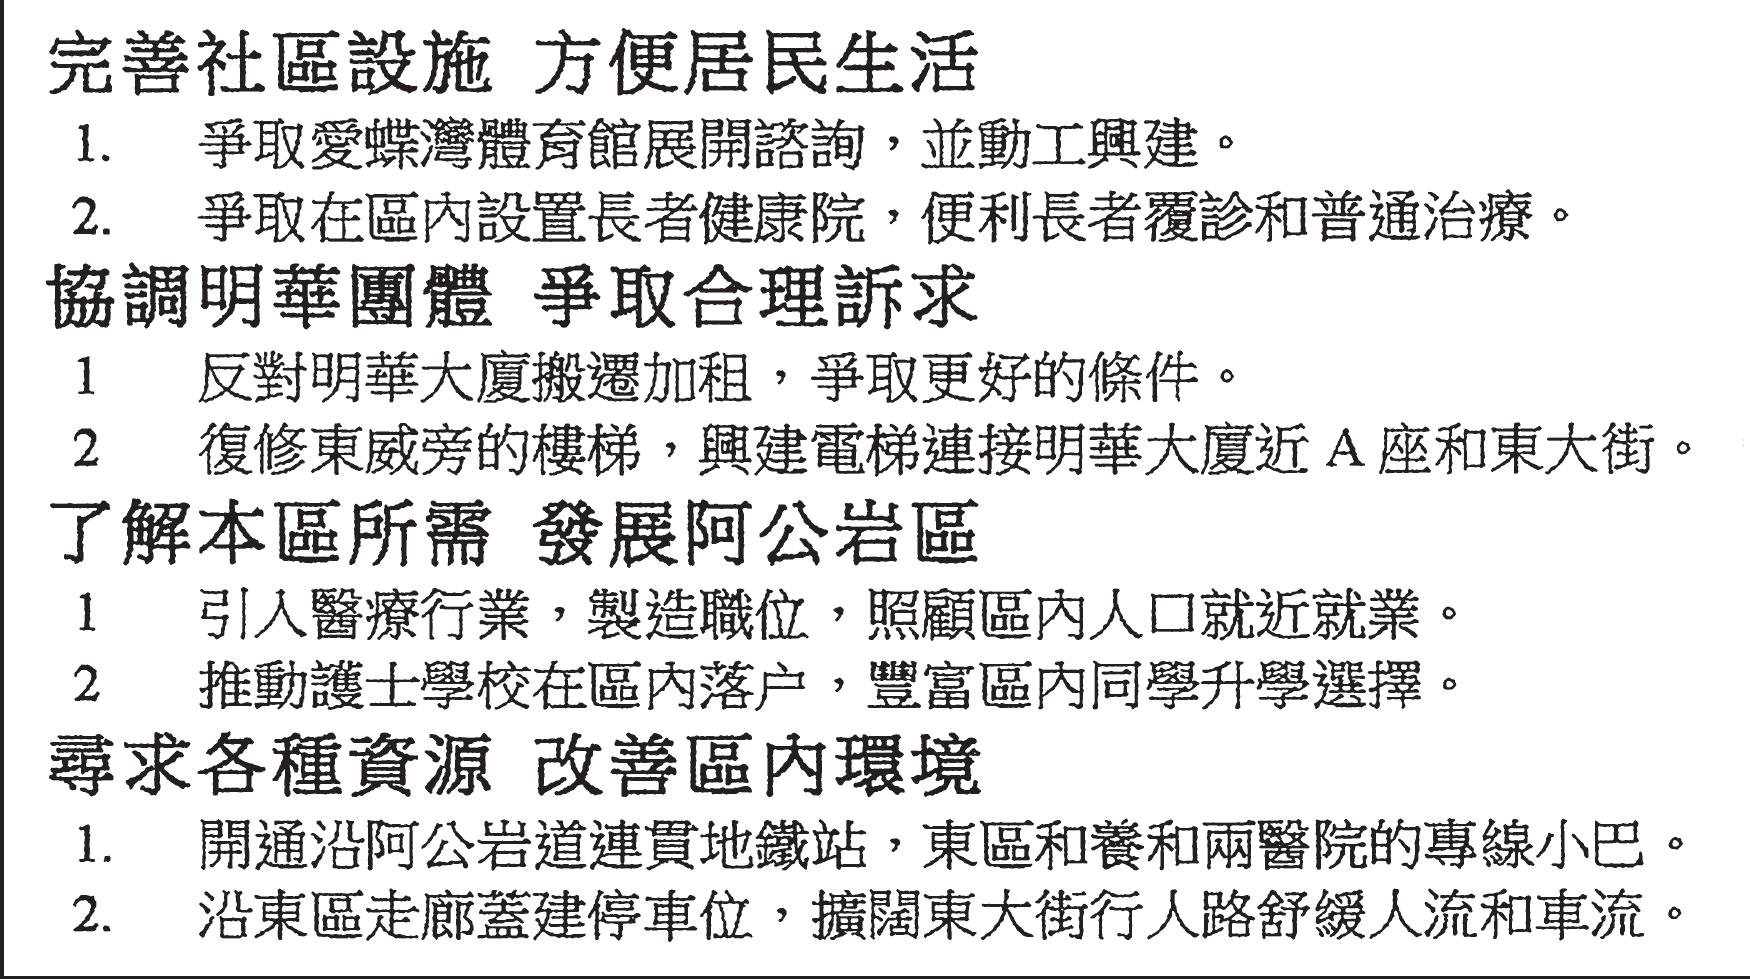 完善社區設施 方便居民生活
1. 爭取愛蝶灣體育館展開諮詢，並動工興建。
2. 爭取在區內設置長者健康院，便利長者覆診和普通治療。
協調明華團體 爭取合理訴求
1 反對明華大廈搬遷加租，爭取更好的條件。
2 復修東威旁的樓梯，興建電梯連接明華大廈近 A 座和東大街。
了解本區所需 發展阿公岩區
1 引入醫療行業，製造職位，照顧區內人口就近就業。
2 推動護士學校在區內落户，豐富區內同學升學選擇。
尋求各種資源 改善區內環境
1. 開通沿阿公岩道連貫地鐵站，東區和養和兩醫院的專線小巴。
2. 沿東區走廊蓋建停車位，擴闊東大街行人路舒緩人流和車流。